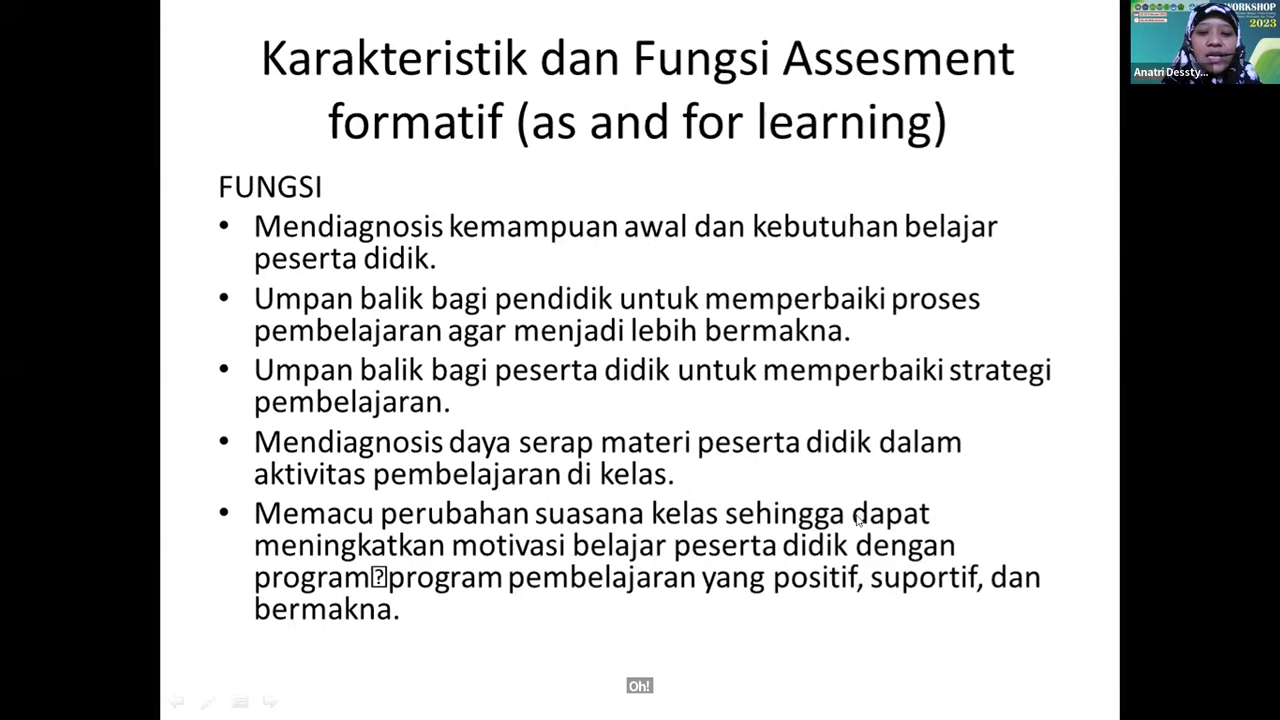 Karakteristik dan Fungsi Assesment
formatif (as and for learning)
FUNGSI
• Mendiagnosis kemampuan awal dan kebutuhan belajar
peserta didik.
• Umpan balik bagi pendidik untuk memperbaiki proses
pembelajaran agar menjadi lebih bermakna.
• Umpan balik bagi peserta didik untuk memperbaiki strategi
pembelajaran.
• Mendiagnosis daya serap materi peserta didik dalam
aktivitas pembelajaran di kelas.
• Memacu perubahan suasana kelas sehingga dapat
meningkatkan motivasi belajar peserta didik dengan
program⍰program pembelajaran yang positif, suportif, dan
bermakna.
Oh!
WORKSHOP
2023
Anatri Dessty...